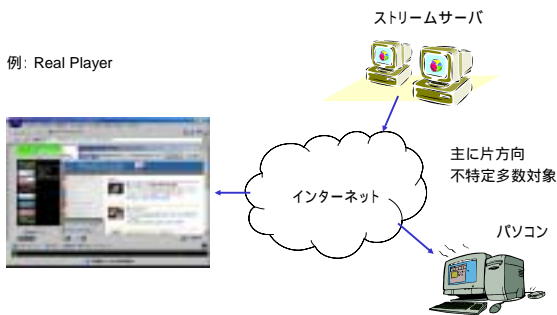 ストリームサーバ
例: Real Player
主に片方向
不特定多数対象
インターネット
パソコン